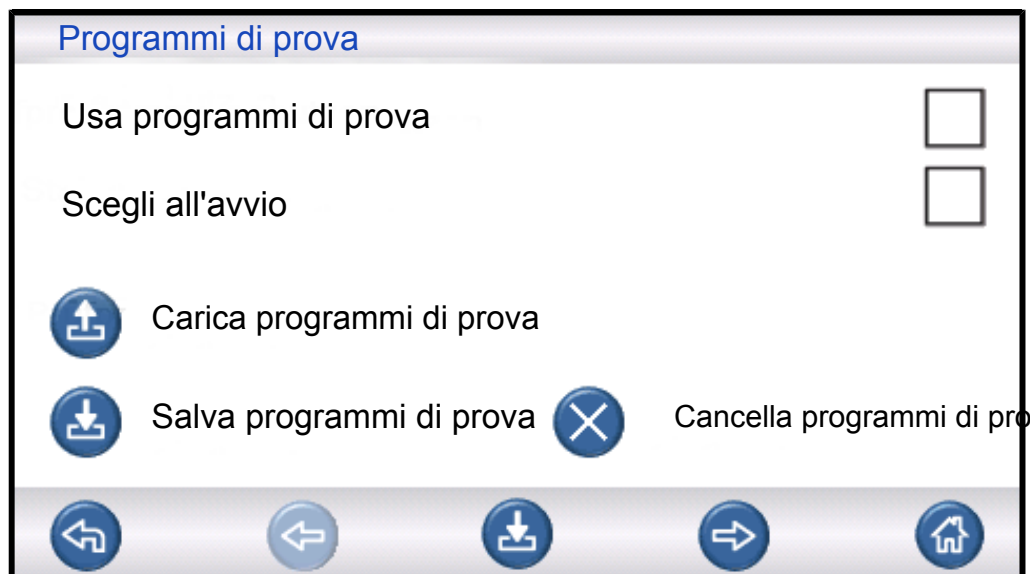 Programmi di prova
Usa programmi di prova
Scegli all'avvio
Carica programmi di prova
Salva programmi di prova
Cancella programmi di pro